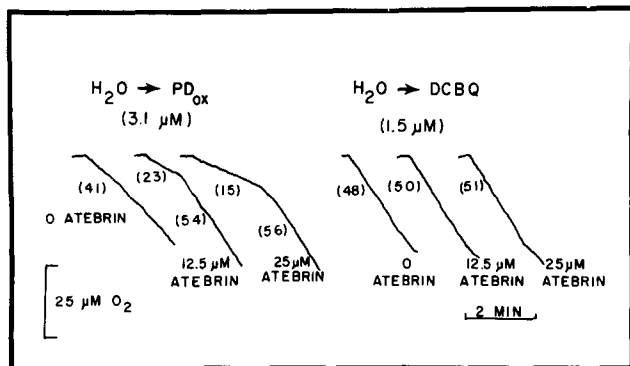 H₂O → PDox H₂O → DCBQ
(3.1 μM) (1.5 μM)
(41) (23) (15) (48) (50) (51)
0 ATEBRIN (54) (56)
12.5 μM 25 μM 0 12.5 μM 25 μM
ATEBRIN ATEBRIN ATEBRIN ATEBRIN ATEBRIN
25 μM O₂ 2 MIN